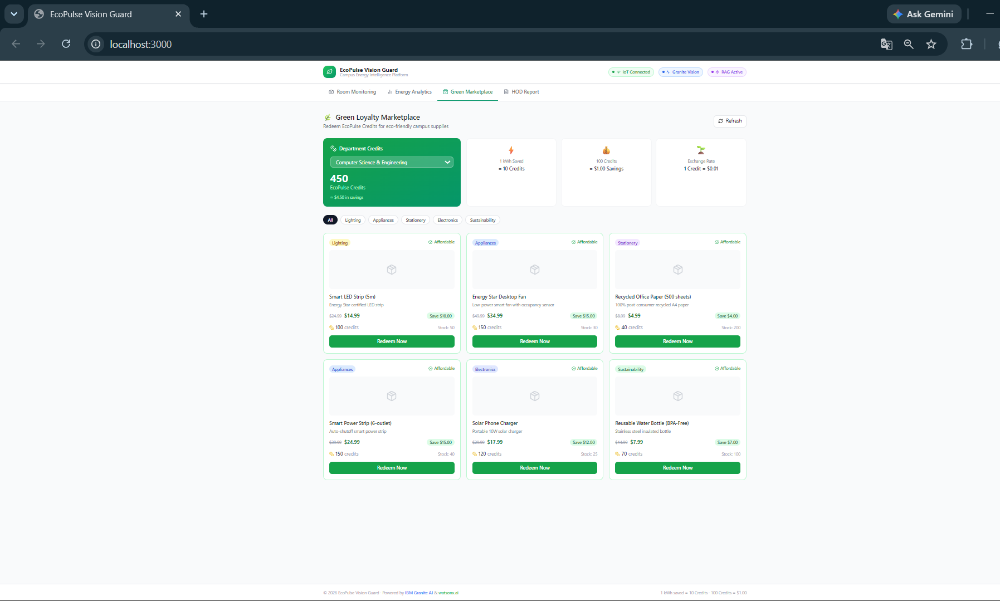 EcoPulse Vision Guard
Ask Gemini
localhost:3000
EcoPulse Vision Guard
Campus Energy Intelligence Platform
IoT Connected
Granite Vision
RAG Active
Room Monitoring
Energy Analytics
Green Marketplace
HOD Report
Green Loyalty Marketplace
Redeem EcoPulse Credits for eco-friendly campus supplies
Refresh
Department Credits
Computer Science & Engineering
450
EcoPulse Credits
= $4.50 in savings
1 kWh Saved
= 10 Credits
100 Credits
= $1.00 Savings
Exchange Rate
1 Credit = $0.01
All
Lighting
Appliances
Stationery
Electronics
Sustainability
Lighting
Affordable
Smart LED Strip (5m)
Energy Star certified LED strip
$24.99 $14.99
Save $10.00
100 credits
Stock: 50
Redeem Now
Appliances
Affordable
Energy Star Desktop Fan
Low-power smart fan with occupancy sensor
$49.99 $34.99
Save $15.00
150 credits
Stock: 30
Redeem Now
Stationery
Affordable
Recycled Office Paper (500 sheets)
100% post-consumer recycled A4 paper
$8.99 $4.99
Save $4.00
40 credits
Stock: 200
Redeem Now
Appliances
Affordable
Smart Power Strip (6-outlet)
Auto-shutoff smart power strip
$39.99 $24.99
Save $15.00
150 credits
Stock: 40
Redeem Now
Electronics
Affordable
Solar Phone Charger
Portable 10W solar charger
$29.99 $17.99
Save $12.00
120 credits
Stock: 25
Redeem Now
Sustainability
Affordable
Reusable Water Bottle (BPA-Free)
Stainless steel insulated bottle
$14.99 $7.99
Save $7.00
70 credits
Stock: 100
Redeem Now
© 2026 EcoPulse Vision Guard · Powered by IBM Granite AI & watsonx.ai
1 kWh saved = 10 Credits · 100 Credits = $1.00